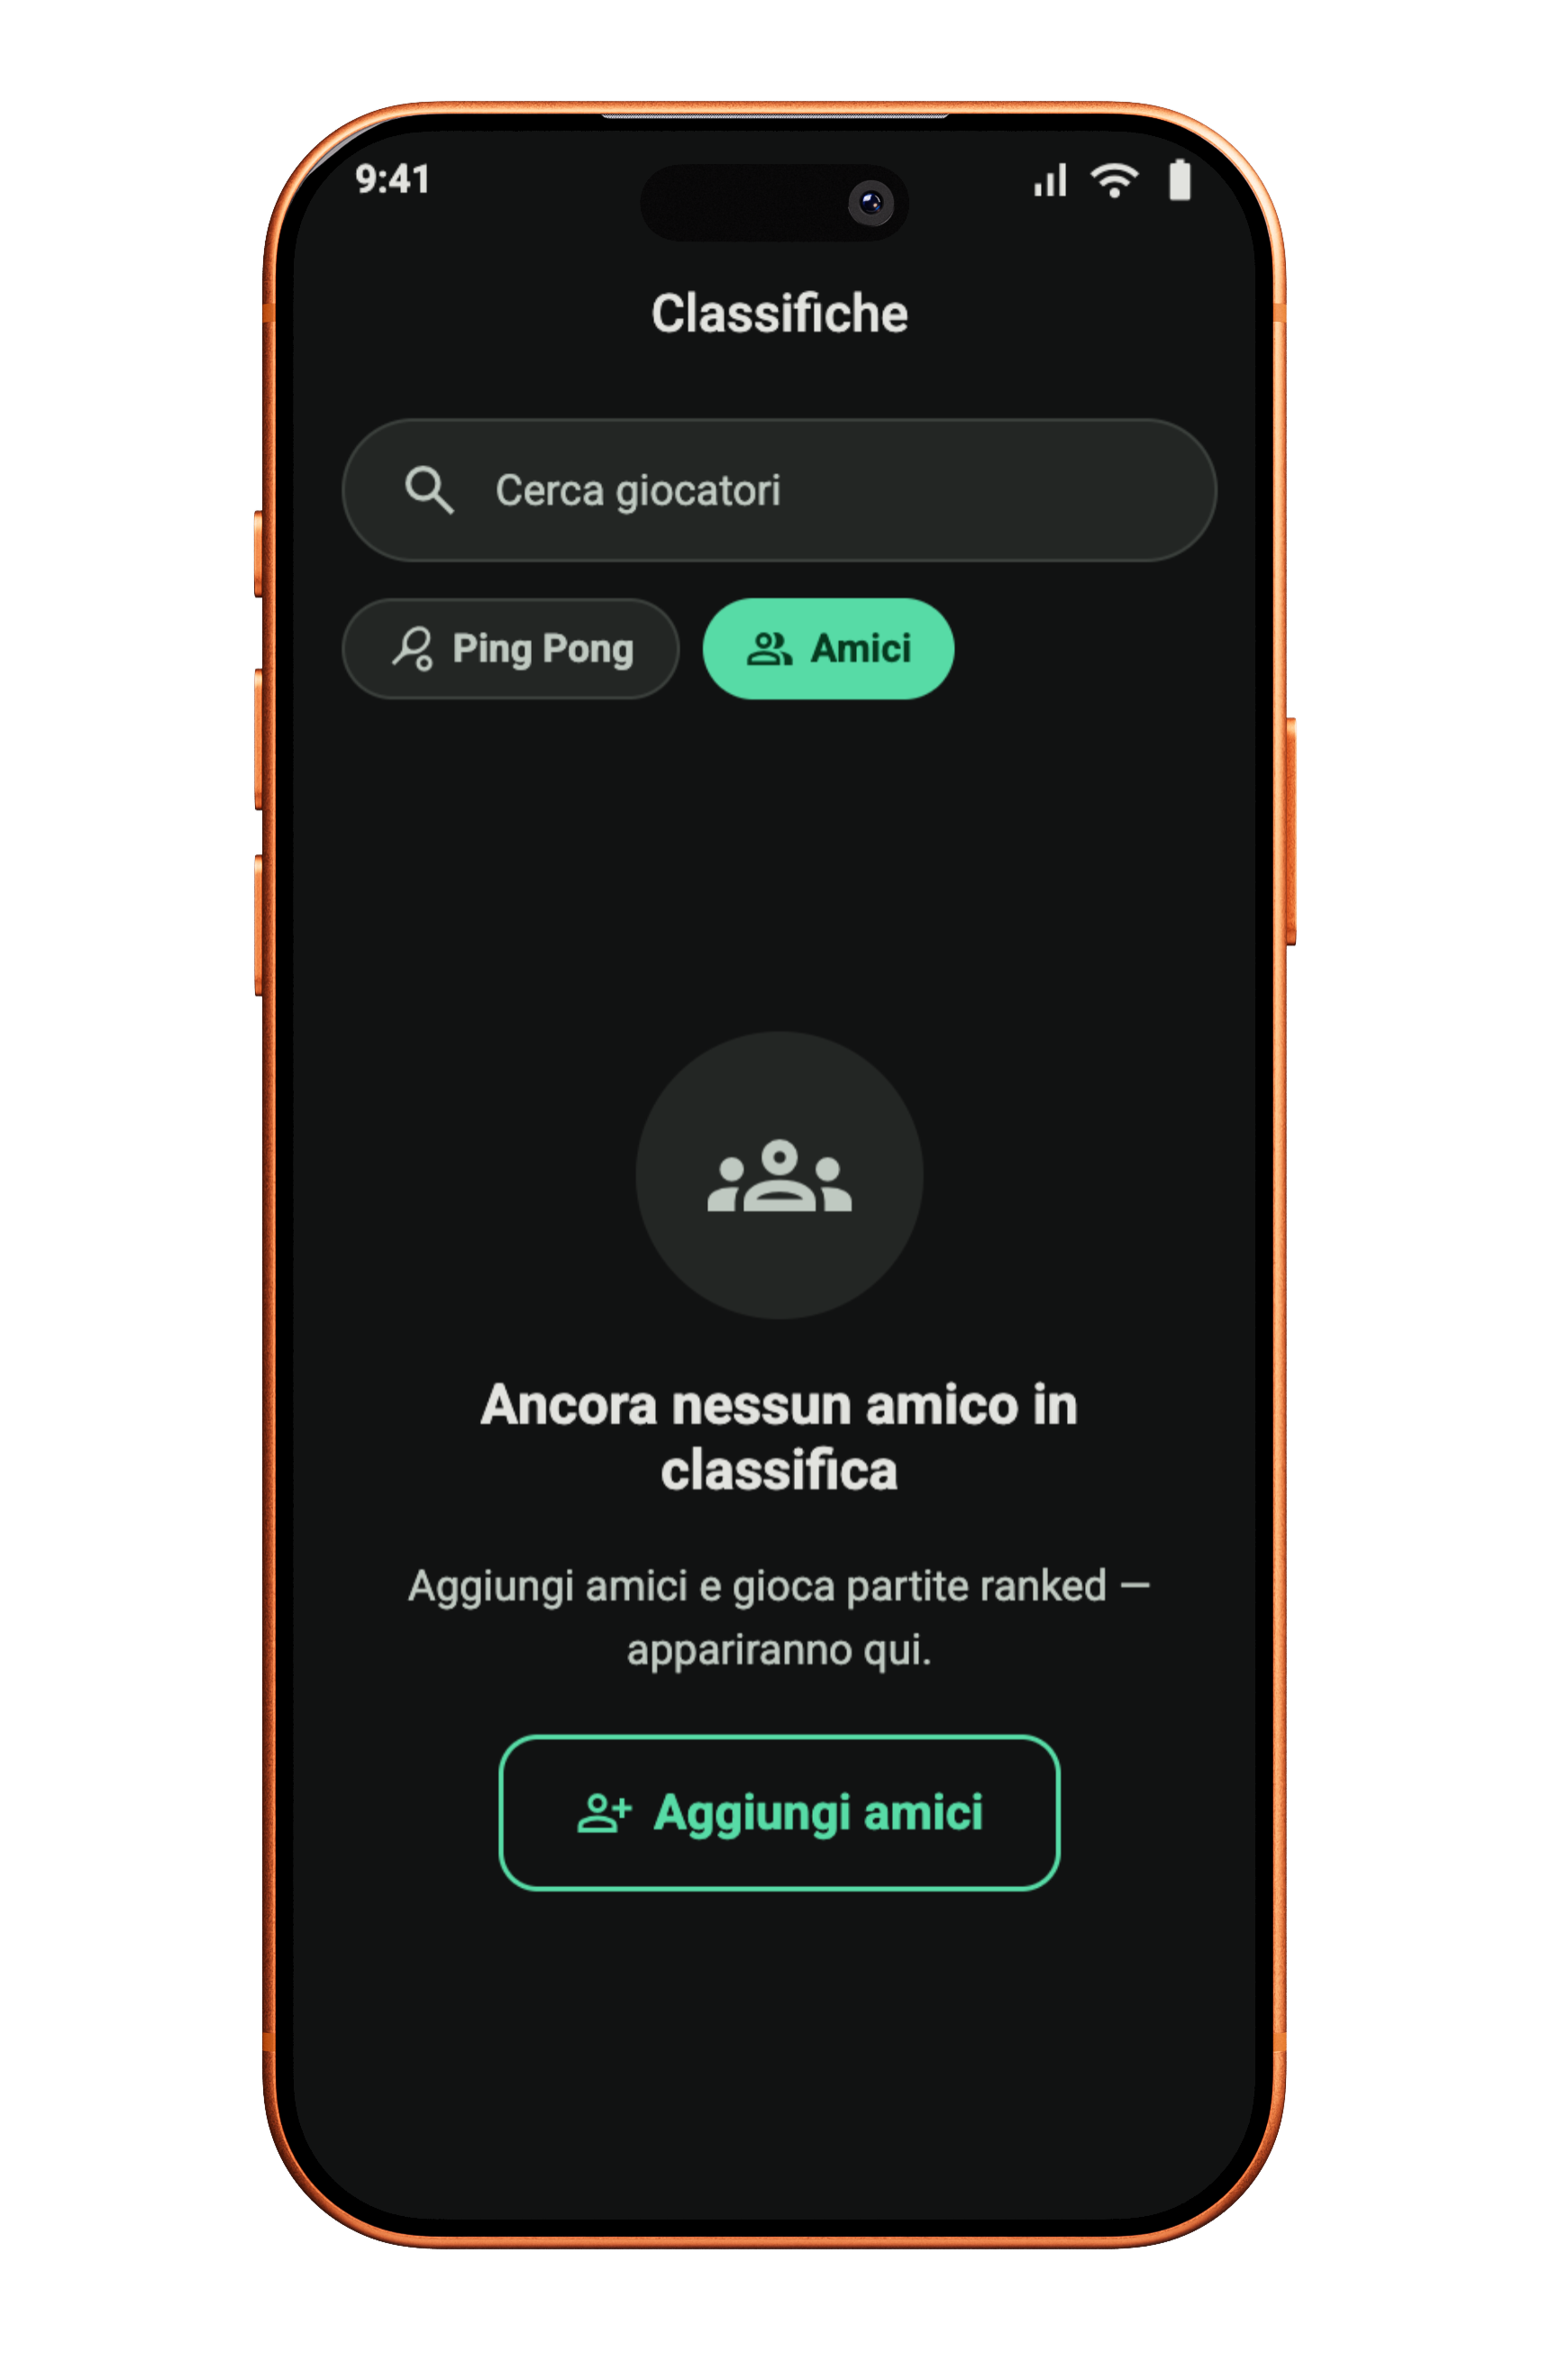 9:41
Classifiche
Cerca giocatori
Ping Pong
Amici
Ancora nessun amico in
classifica
Aggiungi amici e gioca partite ranked —
appariranno qui.
Aggiungi amici